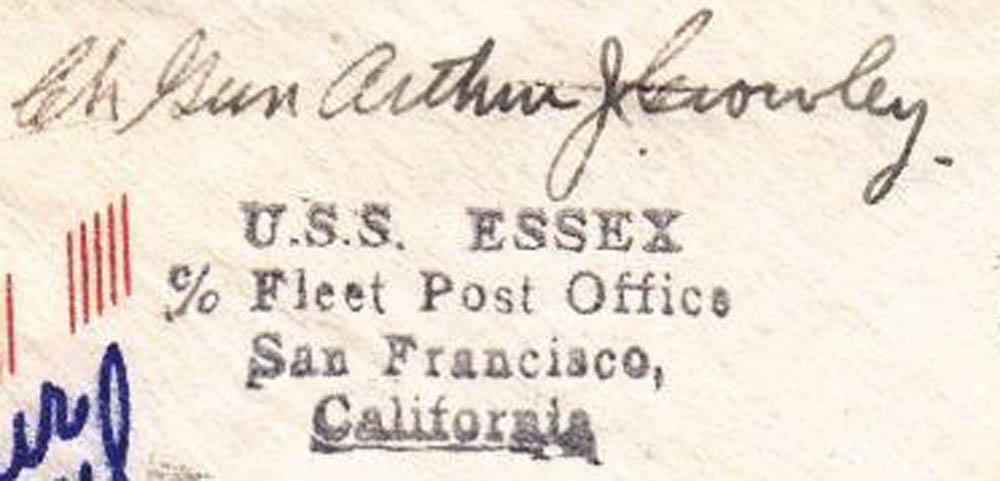 Ch Gun Arthur J. Crowley.
U.S.S. ESSEX
% Fleet Post Office
San Francisco,
California